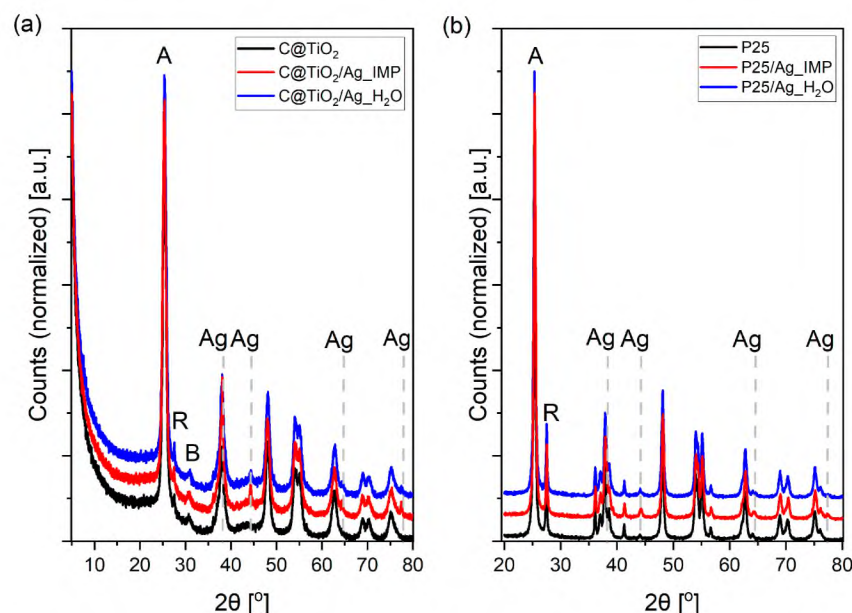 (a)
A
C@TiO₂
C@TiO₂/Ag_IMP
C@TiO₂/Ag_H₂O
Counts (normalized) [a.u.]
Ag Ag Ag Ag
R
B
10 20 30 40 50 60 70 80
2θ [°]
(b)
A
P25
P25/Ag_IMP
P25/Ag_H₂O
Counts (normalized) [a.u.]
Ag Ag Ag Ag
R
20 30 40 50 60 70 80
2θ [°]